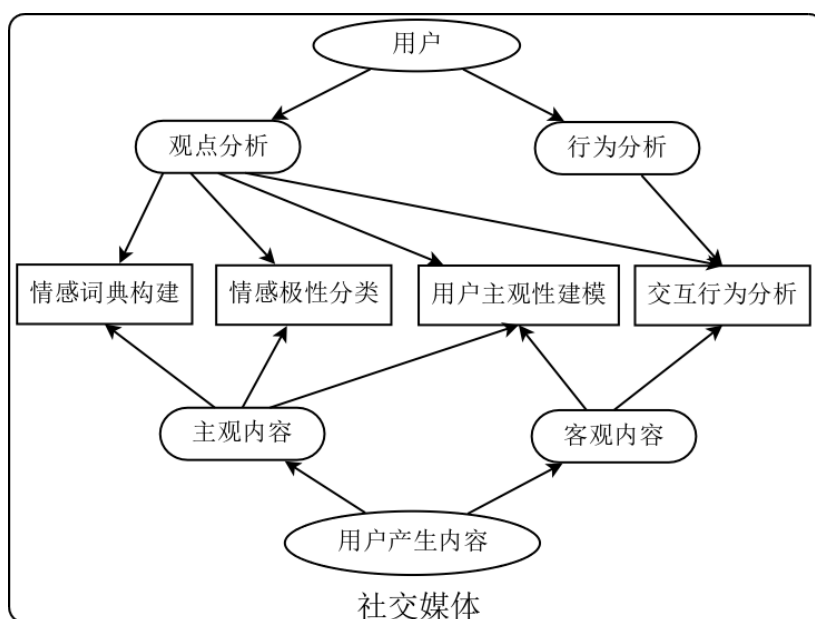 用户
观点分析
行为分析
情感词典构建
情感极性分类
用户主观性建模
交互行为分析
主观内容
客观内容
用户产生内容
社交媒体